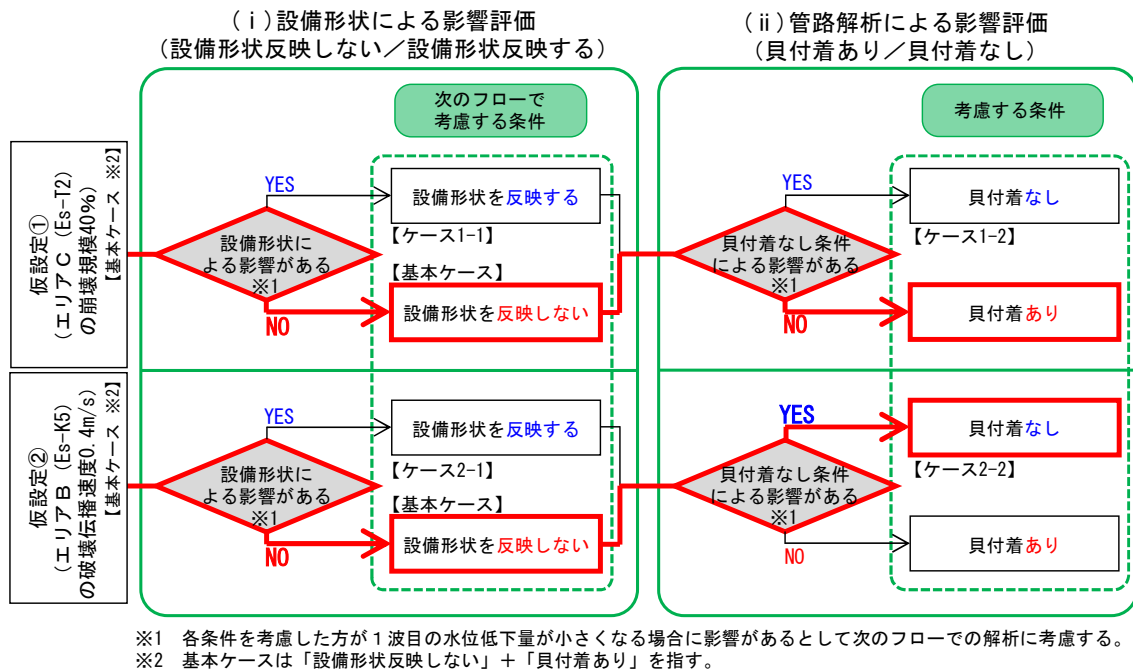 (ⅰ)設備形状による影響評価
(設備形状反映しない／設備形状反映する)
(ⅱ)管路解析による影響評価
(貝付着あり／貝付着なし)
次のフローで
考慮する条件
考慮する条件
仮設定①
(エリアC(Es-T2)
の崩壊規模40%)
【基本ケース ※2】
設備形状に
よる影響がある
※1
YES
設備形状を反映する
【ケース1-1】
【基本ケース】
NO
設備形状を反映しない
貝付着なし条件
による影響がある
※1
YES
貝付着なし
【ケース1-2】
NO
貝付着あり
仮設定②
(エリアB(Es-K5)
の破壊伝播速度0.4m/s)
【基本ケース ※2】
設備形状に
よる影響がある
※1
YES
設備形状を反映する
【ケース2-1】
【基本ケース】
NO
設備形状を反映しない
貝付着なし条件
による影響がある
※1
YES
貝付着なし
【ケース2-2】
NO
貝付着あり
※1 各条件を考慮した方が1波目の水位低下量が小さくなる場合に影響があるとして次のフローでの解析に考慮する。
※2 基本ケースは「設備形状反映しない」＋「貝付着あり」を指す。